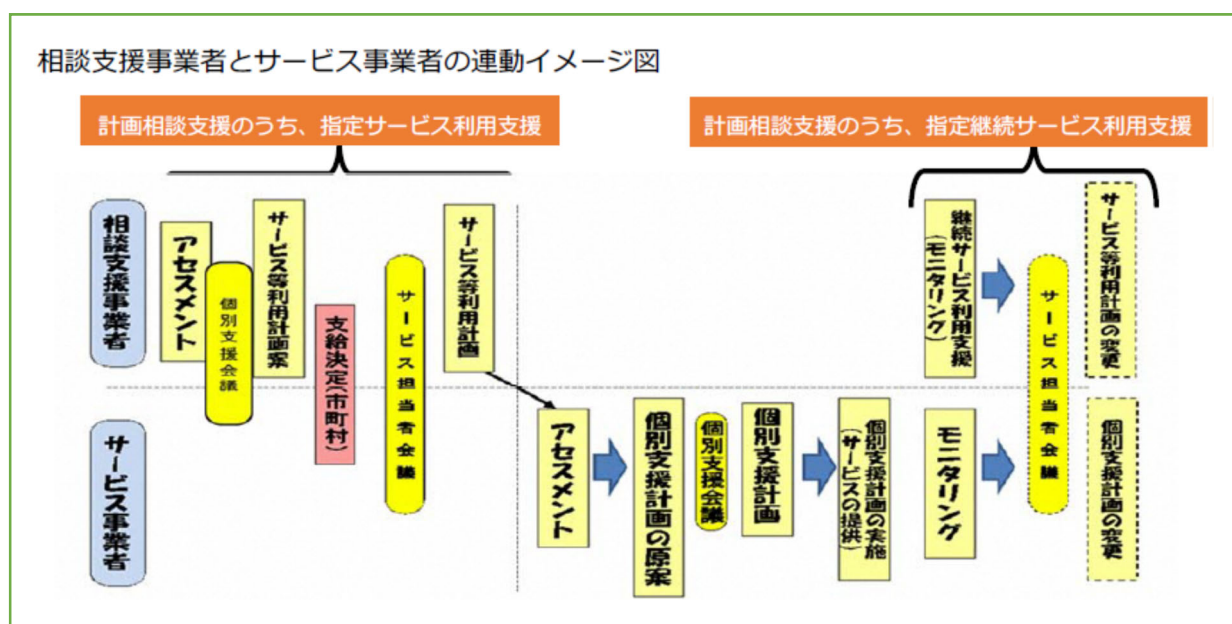 相談支援事業者とサービス事業者の連動イメージ図
計画相談支援のうち、指定サービス利用支援
計画相談支援のうち、指定継続サービス利用支援
相談支援事業者
アセスメント
個別支援会議
サービス等利用計画案
支給決定(市町村)
サービス担当者会議
サービス等利用計画
継続サービス利用支援
(モニタリング)
サービス担当者会議
サービス等利用計画の変更
サービス事業者
アセスメント
個別支援計画の原案
個別支援会議
個別支援計画
個別支援計画の実施
(サービスの提供)
モニタリング
個別支援計画の変更